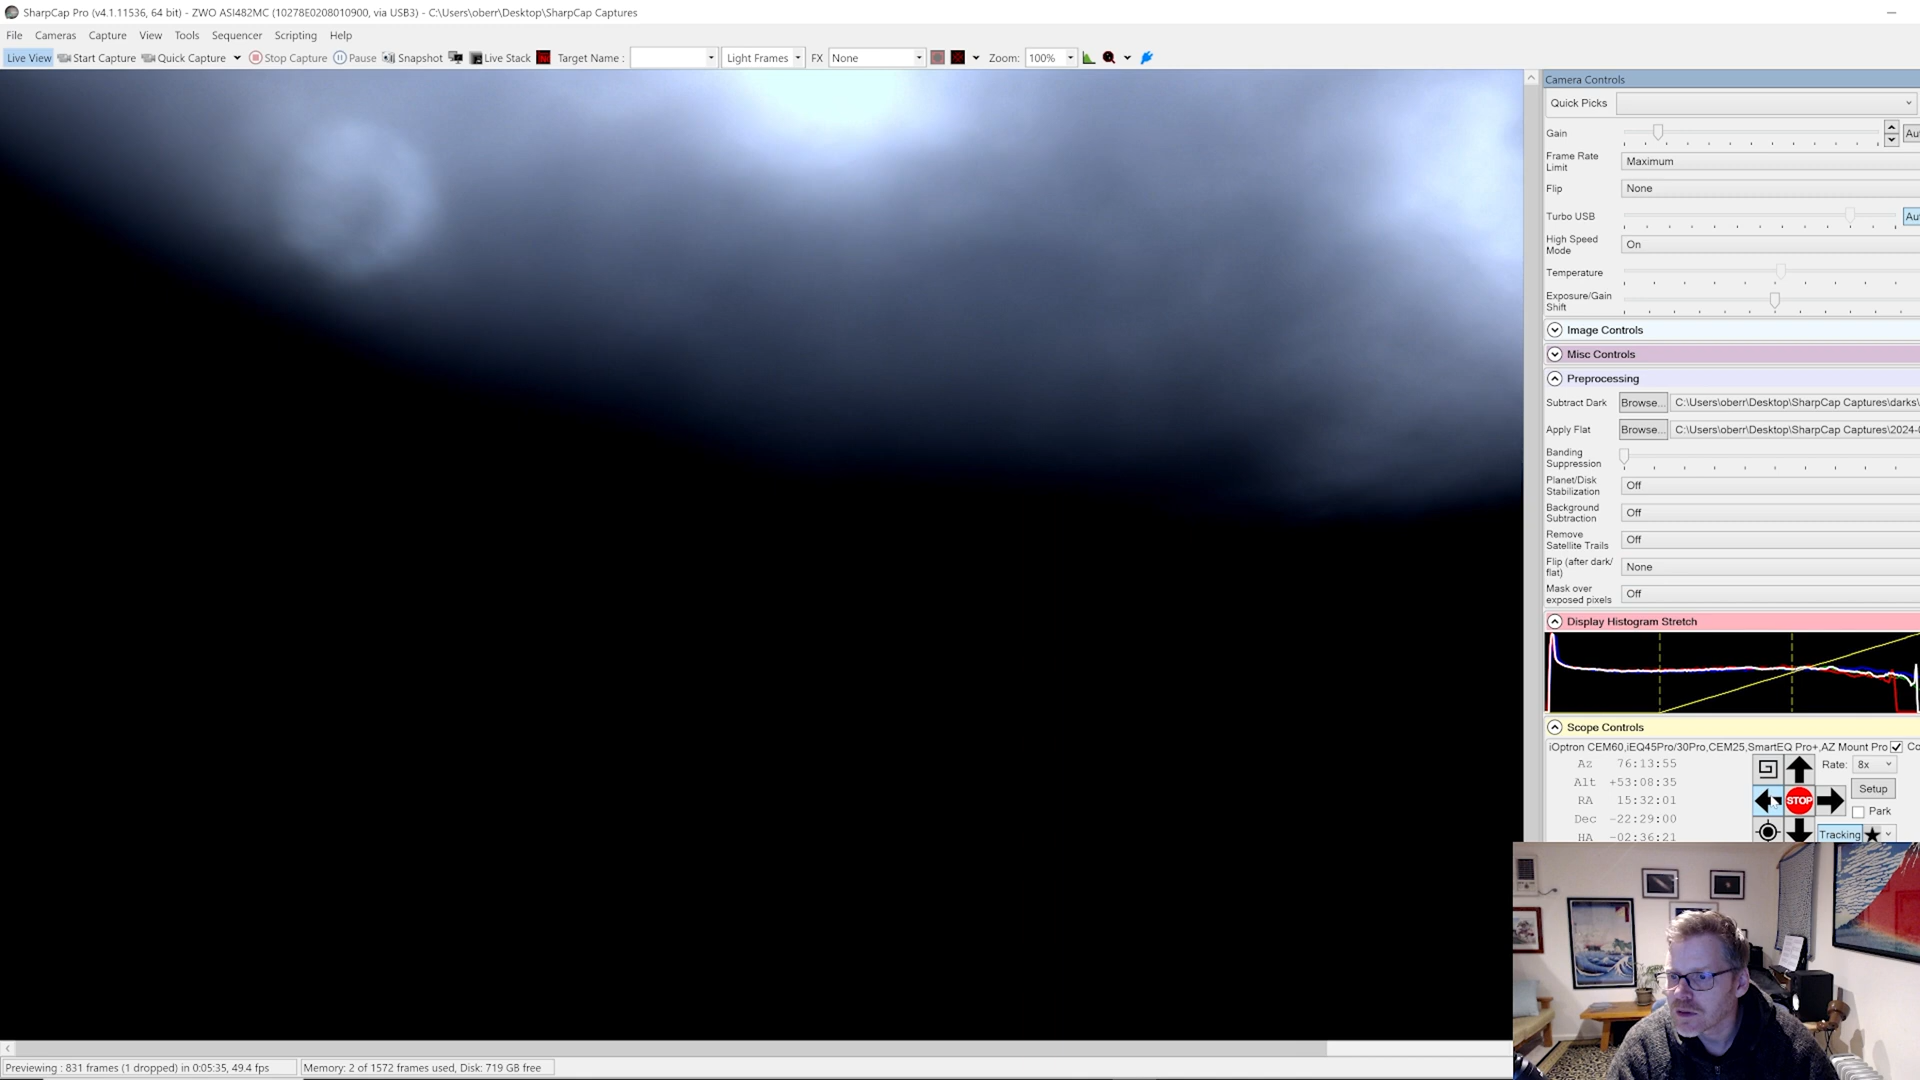 SharpCap Pro (v4.1.11536, 64 bit) - ZWO ASI482MC (10278E0208010900, via USB3) - C:\Users\oberr\Desktop\SharpCap Captures
File Cameras Capture View Tools Sequencer Scripting Help
Live View Start Capture Quick Capture Stop Capture Pause Snapshot Live Stack Target Name : Light Frames FX None Zoom: 100%
Camera Controls
Quick Picks
Gain Au
Frame Rate Limit Maximum
Flip None
Turbo USB Au
High Speed Mode On
Temperature
Exposure/Gain Shift
Image Controls
Misc Controls
Preprocessing
Subtract Dark Browse... C:\Users\oberr\Desktop\SharpCap Captures\darks\
Apply Flat Browse... C:\Users\oberr\Desktop\SharpCap Captures\2024-0
Banding Suppression
Planet/Disk Stabilization Off
Background Subtraction Off
Remove Satellite Trails Off
Flip (after dark/ flat) None
Mask over exposed pixels Off
Display Histogram Stretch
Scope Controls
iOptron CEM60,iEQ45Pro/30Pro,CEM25,SmartEQ Pro+,AZ Mount Pro Co
Az 76:13:55 Rate: 8x
Alt +53:08:35 Setup
RA 15:32:01 STOP Park
Dec -22:29:00
HA -02:36:21 Tracking
Previewing : 831 frames (1 dropped) in 0:05:35, 49.4 fps Memory: 2 of 1572 frames used, Disk: 719 GB free